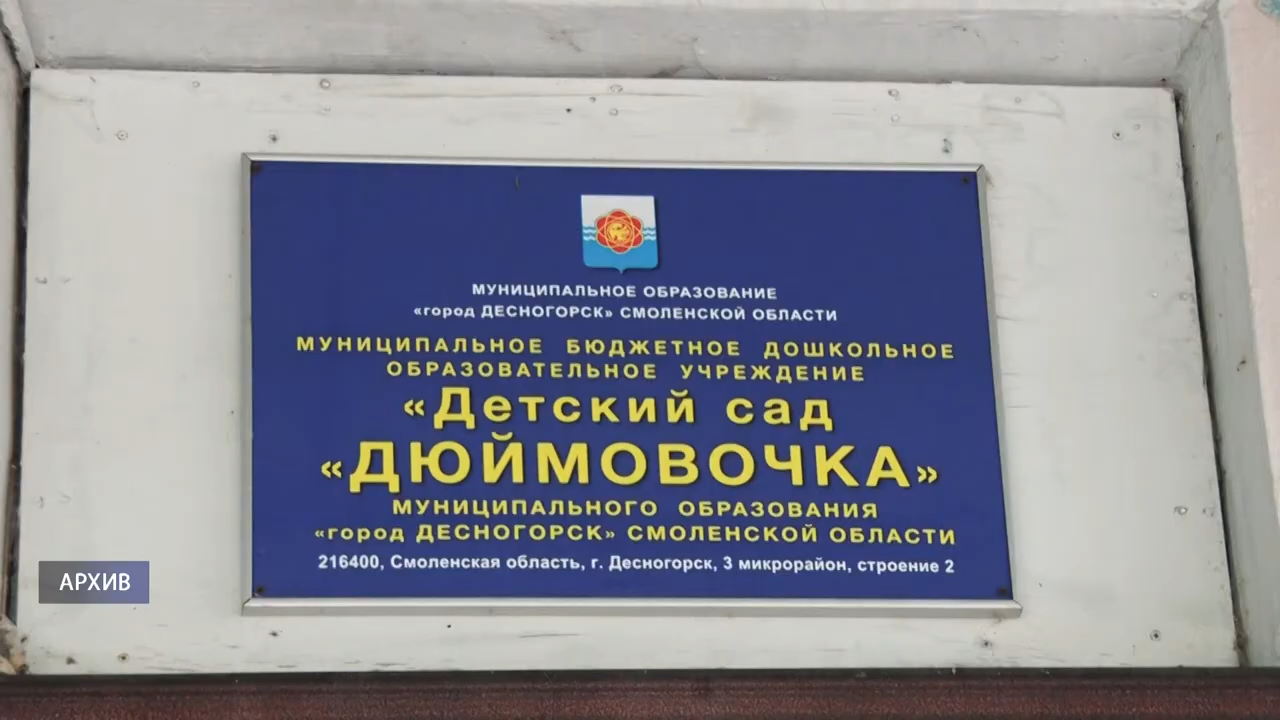 МУНИЦИПАЛЬНОЕ ОБРАЗОВАНИЕ
«город ДЕСНОГОРСК» СМОЛЕНСКОЙ ОБЛАСТИ
МУНИЦИПАЛЬНОЕ БЮДЖЕТНОЕ ДОШКОЛЬНОЕ
ОБРАЗОВАТЕЛЬНОЕ УЧРЕЖДЕНИЕ
«Детский сад
«ДЮЙМОВОЧКА»
МУНИЦИПАЛЬНОГО ОБРАЗОВАНИЯ
«город ДЕСНОГОРСК» СМОЛЕНСКОЙ ОБЛАСТИ
216400, Смоленская область, г. Десногорск, 3 микрорайон, строение 2
АРХИВ